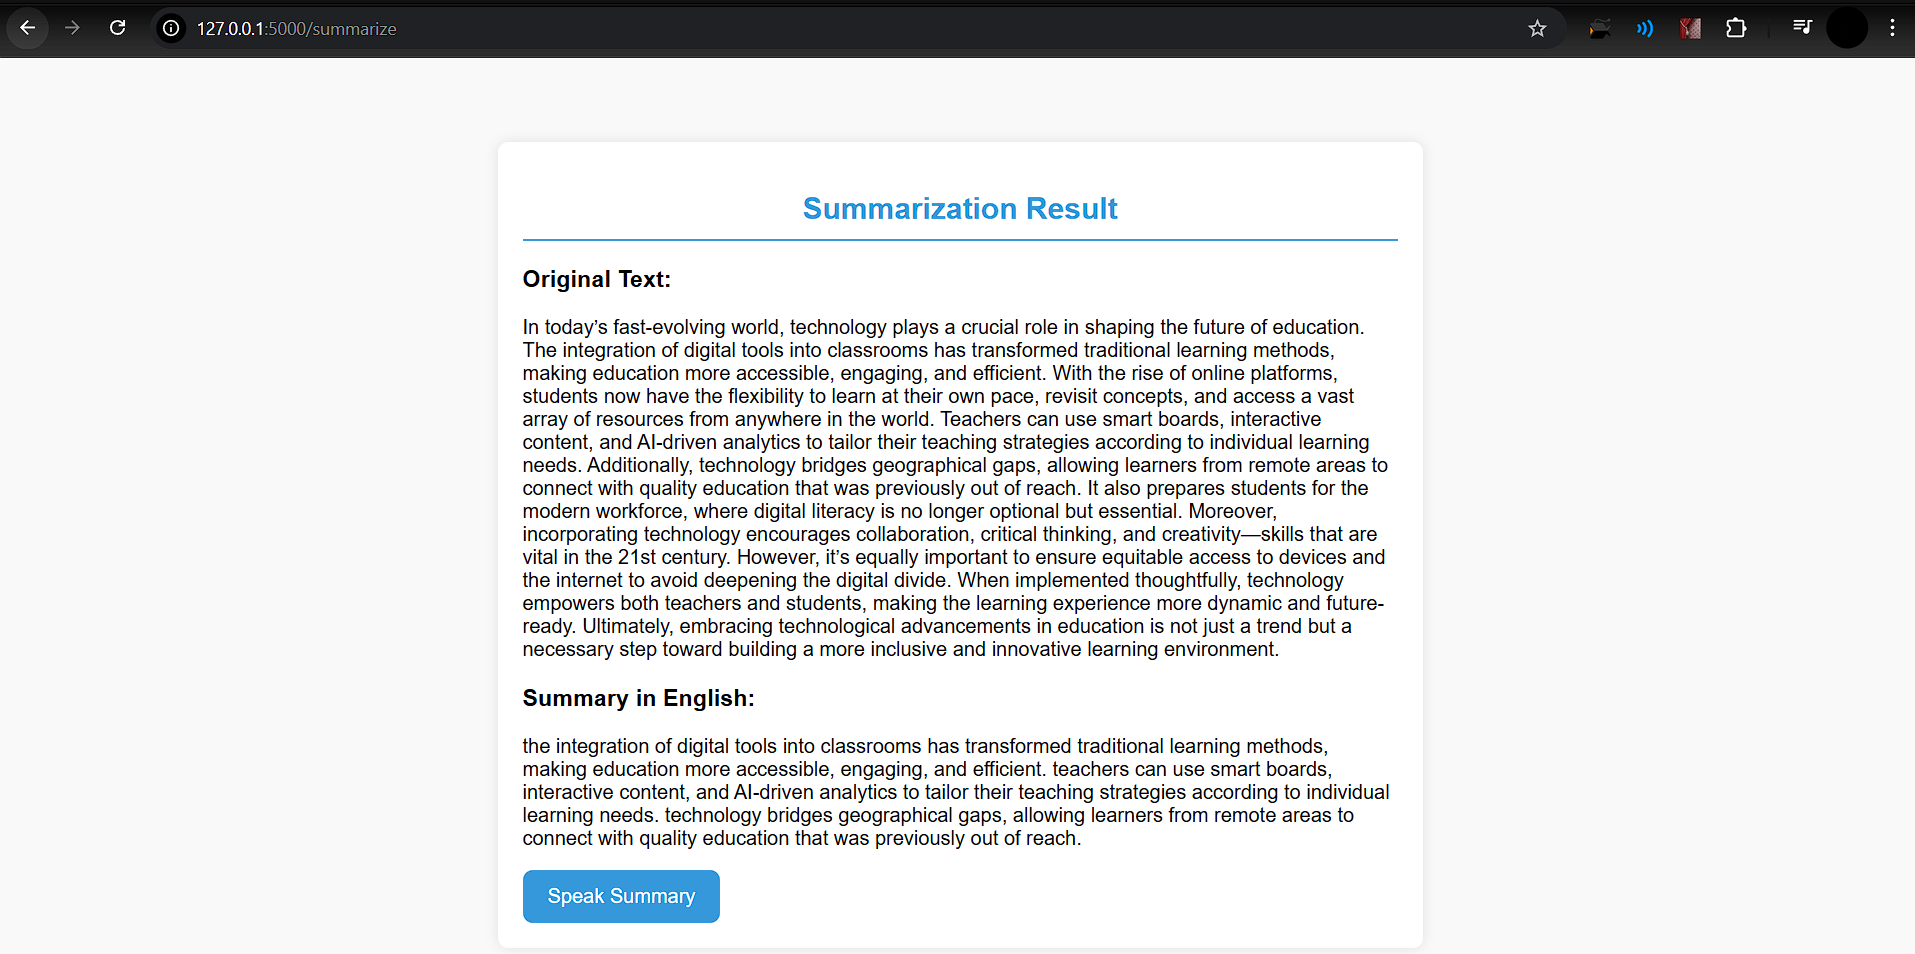 127.0.0.1:5000/summarize
Summarization Result
Original Text:
In today’s fast-evolving world, technology plays a crucial role in shaping the future of education.
The integration of digital tools into classrooms has transformed traditional learning methods,
making education more accessible, engaging, and efficient. With the rise of online platforms,
students now have the flexibility to learn at their own pace, revisit concepts, and access a vast
array of resources from anywhere in the world. Teachers can use smart boards, interactive
content, and AI-driven analytics to tailor their teaching strategies according to individual learning
needs. Additionally, technology bridges geographical gaps, allowing learners from remote areas to
connect with quality education that was previously out of reach. It also prepares students for the
modern workforce, where digital literacy is no longer optional but essential. Moreover,
incorporating technology encourages collaboration, critical thinking, and creativity—skills that are
vital in the 21st century. However, it’s equally important to ensure equitable access to devices and
the internet to avoid deepening the digital divide. When implemented thoughtfully, technology
empowers both teachers and students, making the learning experience more dynamic and future-
ready. Ultimately, embracing technological advancements in education is not just a trend but a
necessary step toward building a more inclusive and innovative learning environment.
Summary in English:
the integration of digital tools into classrooms has transformed traditional learning methods,
making education more accessible, engaging, and efficient. teachers can use smart boards,
interactive content, and AI-driven analytics to tailor their teaching strategies according to individual
learning needs. technology bridges geographical gaps, allowing learners from remote areas to
connect with quality education that was previously out of reach.
Speak Summary